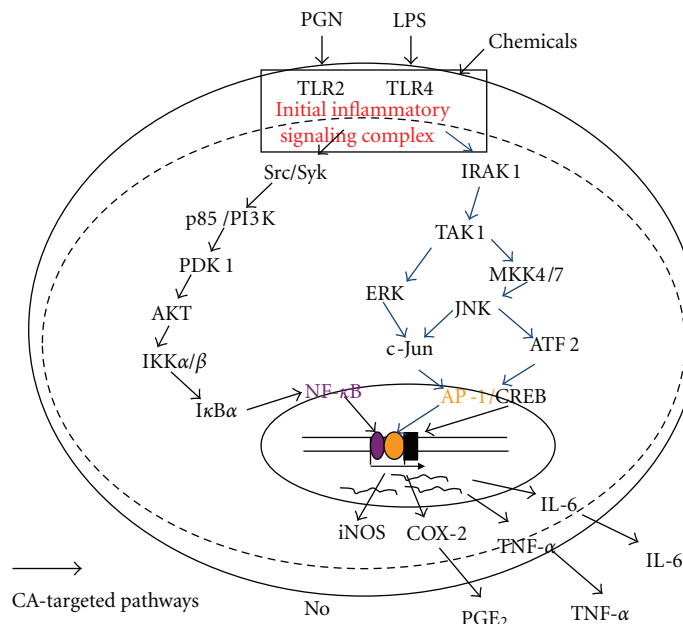 PGN
LPS
Chemicals
TLR2
TLR4
Initial inflammatory
signaling complex
Src/Syk
IRAK1
p85/PI3K
TAK1
PDK1
MKK4/7
ERK
JNK
AKT
c-Jun
ATF2
IKKα/β
IκBα
NF-κB
AP-1/CREB
iNOS
COX-2
IL-6
TNF-α
IL-6
CA-targeted pathways
No
PGE₂
TNF-α